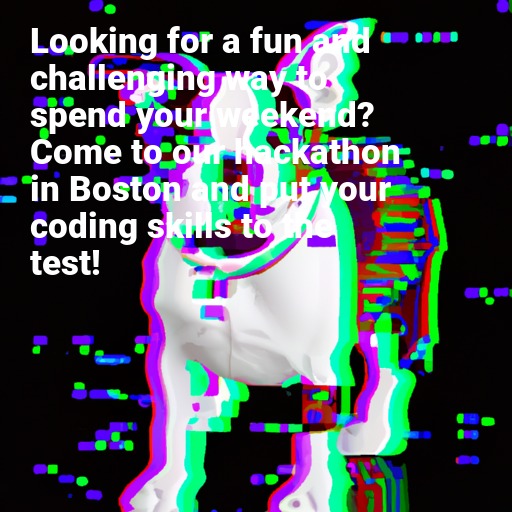 Looking for a fun and
challenging way to
spend your weekend?
Come to our hackathon
in Boston and put your
coding skills to the
test!